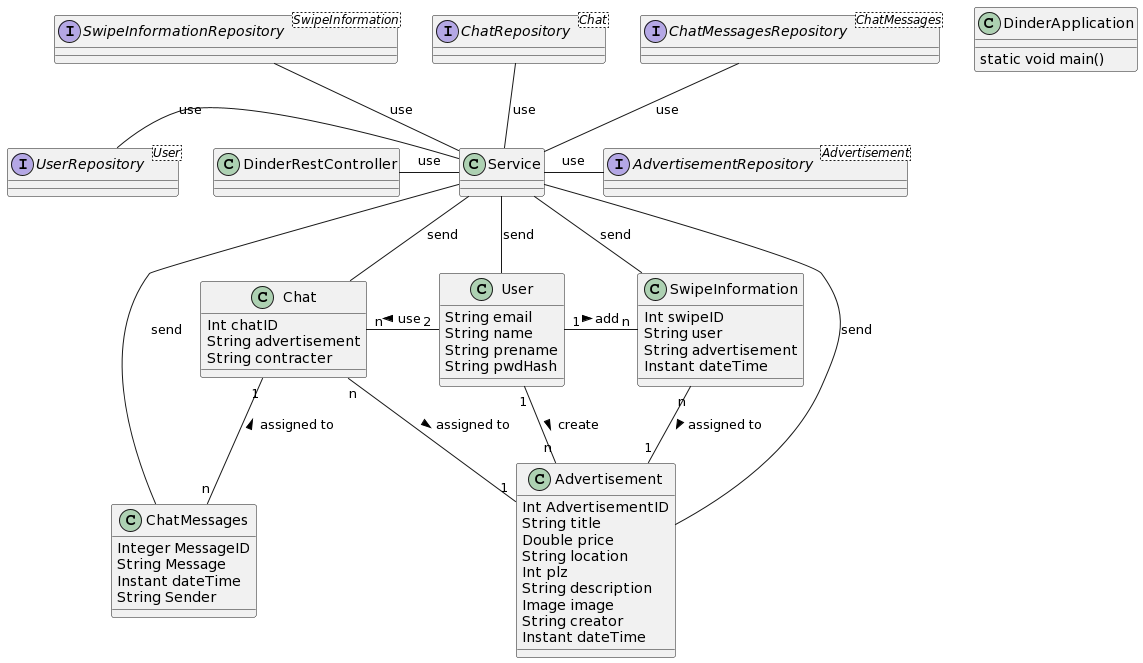 I SwipeInformationRepository SwipeInformation
I ChatRepository Chat
I ChatMessagesRepository ChatMessages
C DinderApplication
static void main()
use
use
use
use
I UserRepository User
C DinderRestController
use
C Service
use
I AdvertisementRepository Advertisement
send
send
send
send
send
C Chat
Int chatID
String advertisement
String contracter
n use 2
C User
String email
String name
String prename
String pwdHash
1 add n
C SwipeInformation
Int swipeID
String user
String advertisement
Instant dateTime
1
assigned to
n
n
assigned to
1
1
create
n
n
assigned to
1
C ChatMessages
Integer MessageID
String Message
Instant dateTime
String Sender
C Advertisement
Int AdvertisementID
String title
Double price
String location
Int plz
String description
Image image
String creator
Instant dateTime